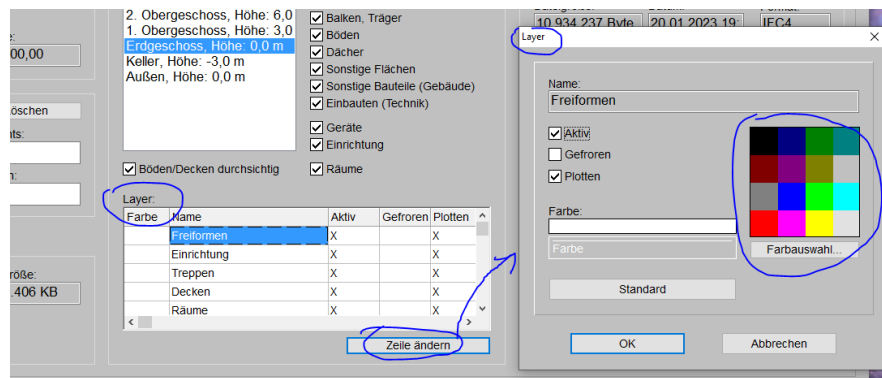 2. Obergeschoss, Höhe: 6,0
1. Obergeschoss, Höhe: 3,0
Erdgeschoss, Höhe: 0,0 m
Keller, Höhe: -3,0 m
Außen, Höhe: 0,0 m
00,00
öschen
Balken, Träger
Böden
Dächer
Sonstige Flächen
Sonstige Bauteile (Gebäude)
Einbauten (Technik)
Geräte
Einrichtung
Böden/Decken durchsichtig
Räume
Layer:
Farbe Name Aktiv Gefroren Plotten
Freiformen X X
Einrichtung X X
Treppen X X
Decken X X
Räume X X
röße:
.406 KB
Zeile ändern
10 934 237 Byte 20.01.2023 19: IFC4
Layer
Name:
Freiformen
Aktiv
Gefroren
Plotten
Farbe:
Farbe
Farbauswahl...
Standard
OK
Abbrechen